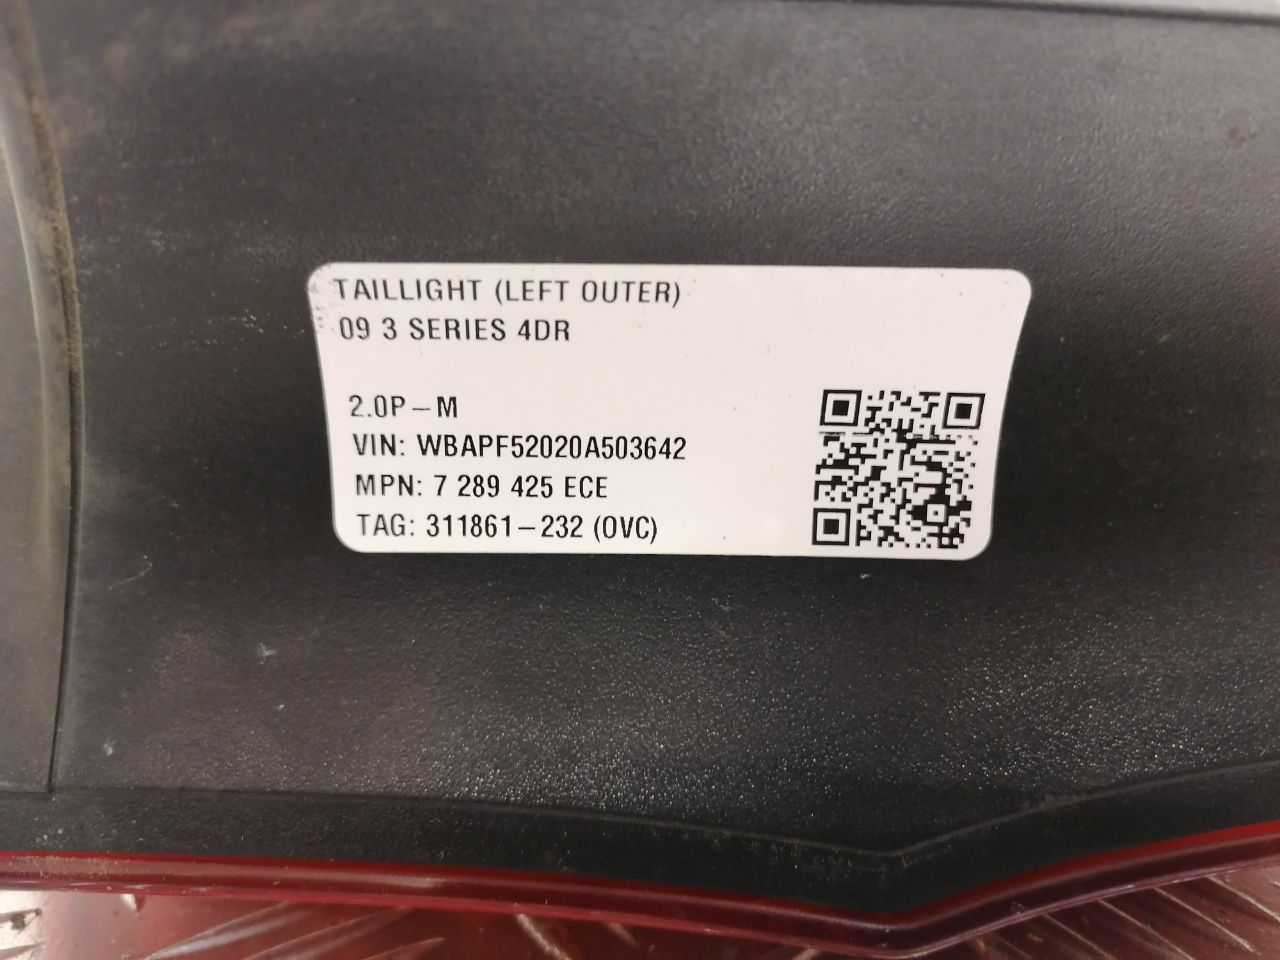 TAILLIGHT (LEFT OUTER)
09 3 SERIES 4DR
2.0P-M
VIN: WBAPF52020A503642
MPN: 7 289 425 ECE
TAG: 311861-232 (OVC)